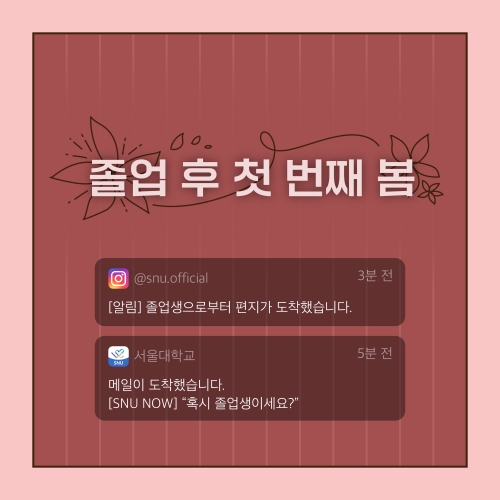 졸업 후 첫 번째 봄
@snu.official 3분 전
[알림] 졸업생으로부터 편지가 도착했습니다.
SNU
서울대학교 5분 전
메일이 도착했습니다.
[SNU NOW] “혹시 졸업생이세요?”